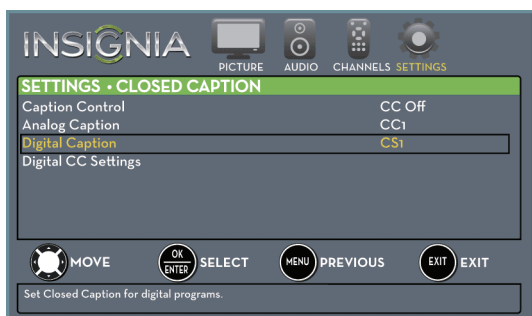 INSIGNIA
PICTURE AUDIO CHANNELS SETTINGS
SETTINGS • CLOSED CAPTION
Caption Control CC Off
Analog Caption CC1
Digital Caption CS1
Digital CC Settings
MOVE OK ENTER SELECT MENU PREVIOUS EXIT EXIT
Set Closed Caption for digital programs.